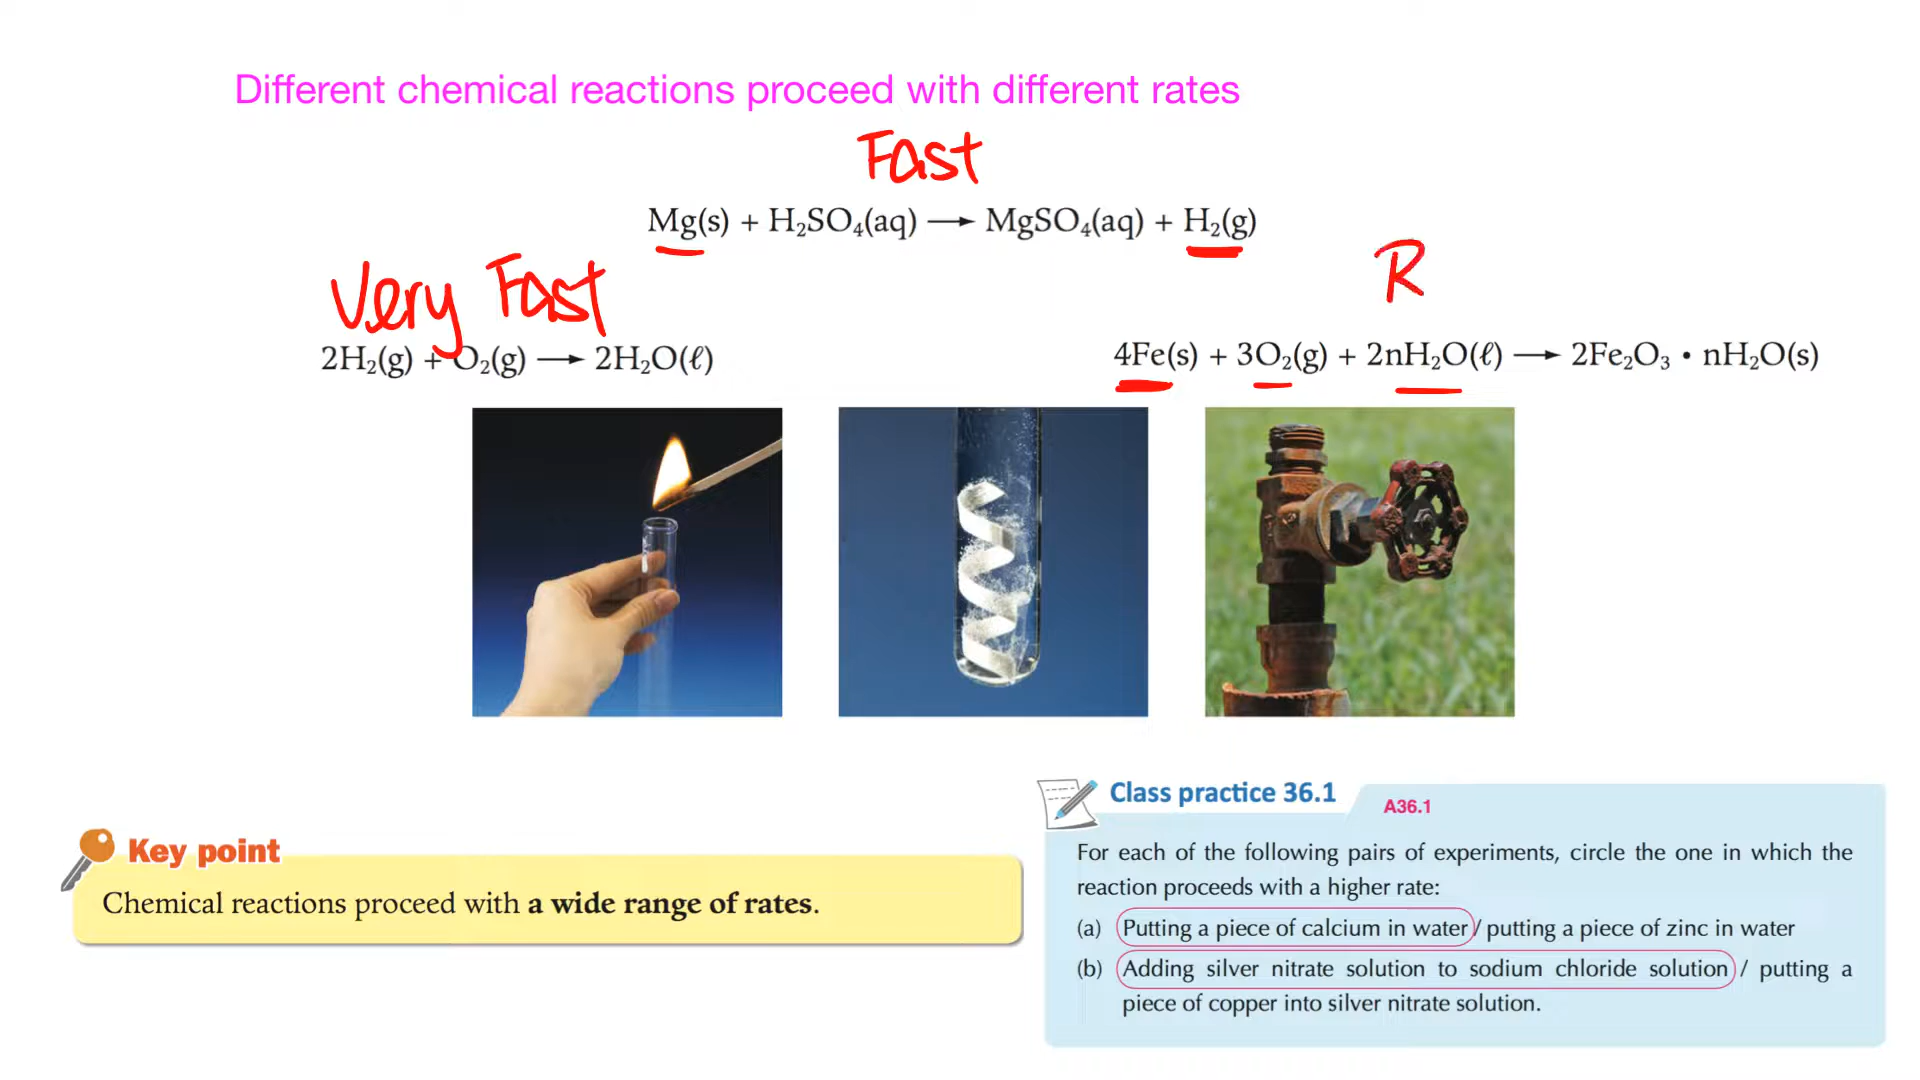 Different chemical reactions proceed with different rates
Fast
Mg(s) + H₂SO₄(aq) ⟶ MgSO₄(aq) + H₂(g)
Very Fast
R
2H₂(g) + O₂(g) ⟶ 2H₂O(ℓ)
4Fe(s) + 3O₂(g) + 2nH₂O(ℓ) ⟶ 2Fe₂O₃ • nH₂O(s)
Key point
Chemical reactions proceed with a wide range of rates.
Class practice 36.1
A36.1
For each of the following pairs of experiments, circle the one in which the
reaction proceeds with a higher rate:
(a) Putting a piece of calcium in water / putting a piece of zinc in water
(b) Adding silver nitrate solution to sodium chloride solution / putting a
piece of copper into silver nitrate solution.